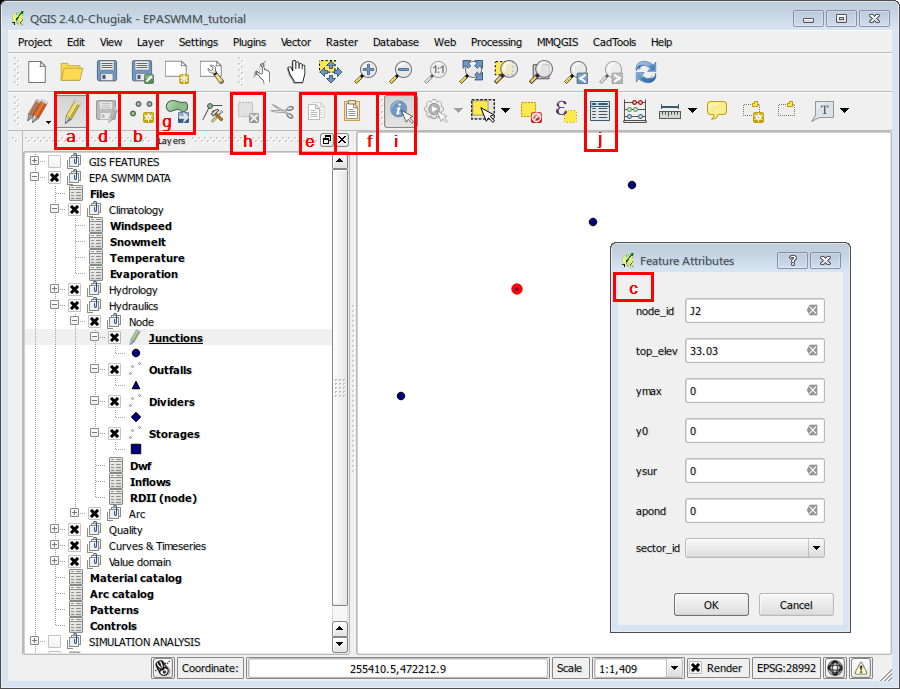 QGIS 2.4.0-Chugiak - EPASWMM_tutorial
Project Edit View Layer Settings Plugins Vector Raster Database Web Processing MMQGIS CadTools Help
1:1
T
a d b g h e f i j
Layers
GIS FEATURES
EPA SWMM DATA
Files
Climatology
Windspeed
Snowmelt
Temperature
Evaporation
Hydrology
Hydraulics
Node
Junctions
Outfalls
Dividers
Storages
Dwf
Inflows
RDII (node)
Arc
Quality
Curves & Timeseries
Value domain
Material catalog
Arc catalog
Patterns
Controls
SIMULATION ANALYSIS
Feature Attributes
?
c
node_id J2
top_elev 33.03
ymax 0
y0 0
ysur 0
apond 0
sector_id
OK Cancel
Coordinate: 255410.5,472212.9 Scale 1:1,409 Render EPSG:28992